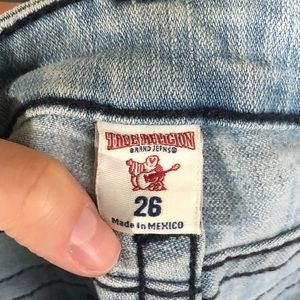 TRUE RELIGION
BRAND JEANS®
26
Made in MEXICO